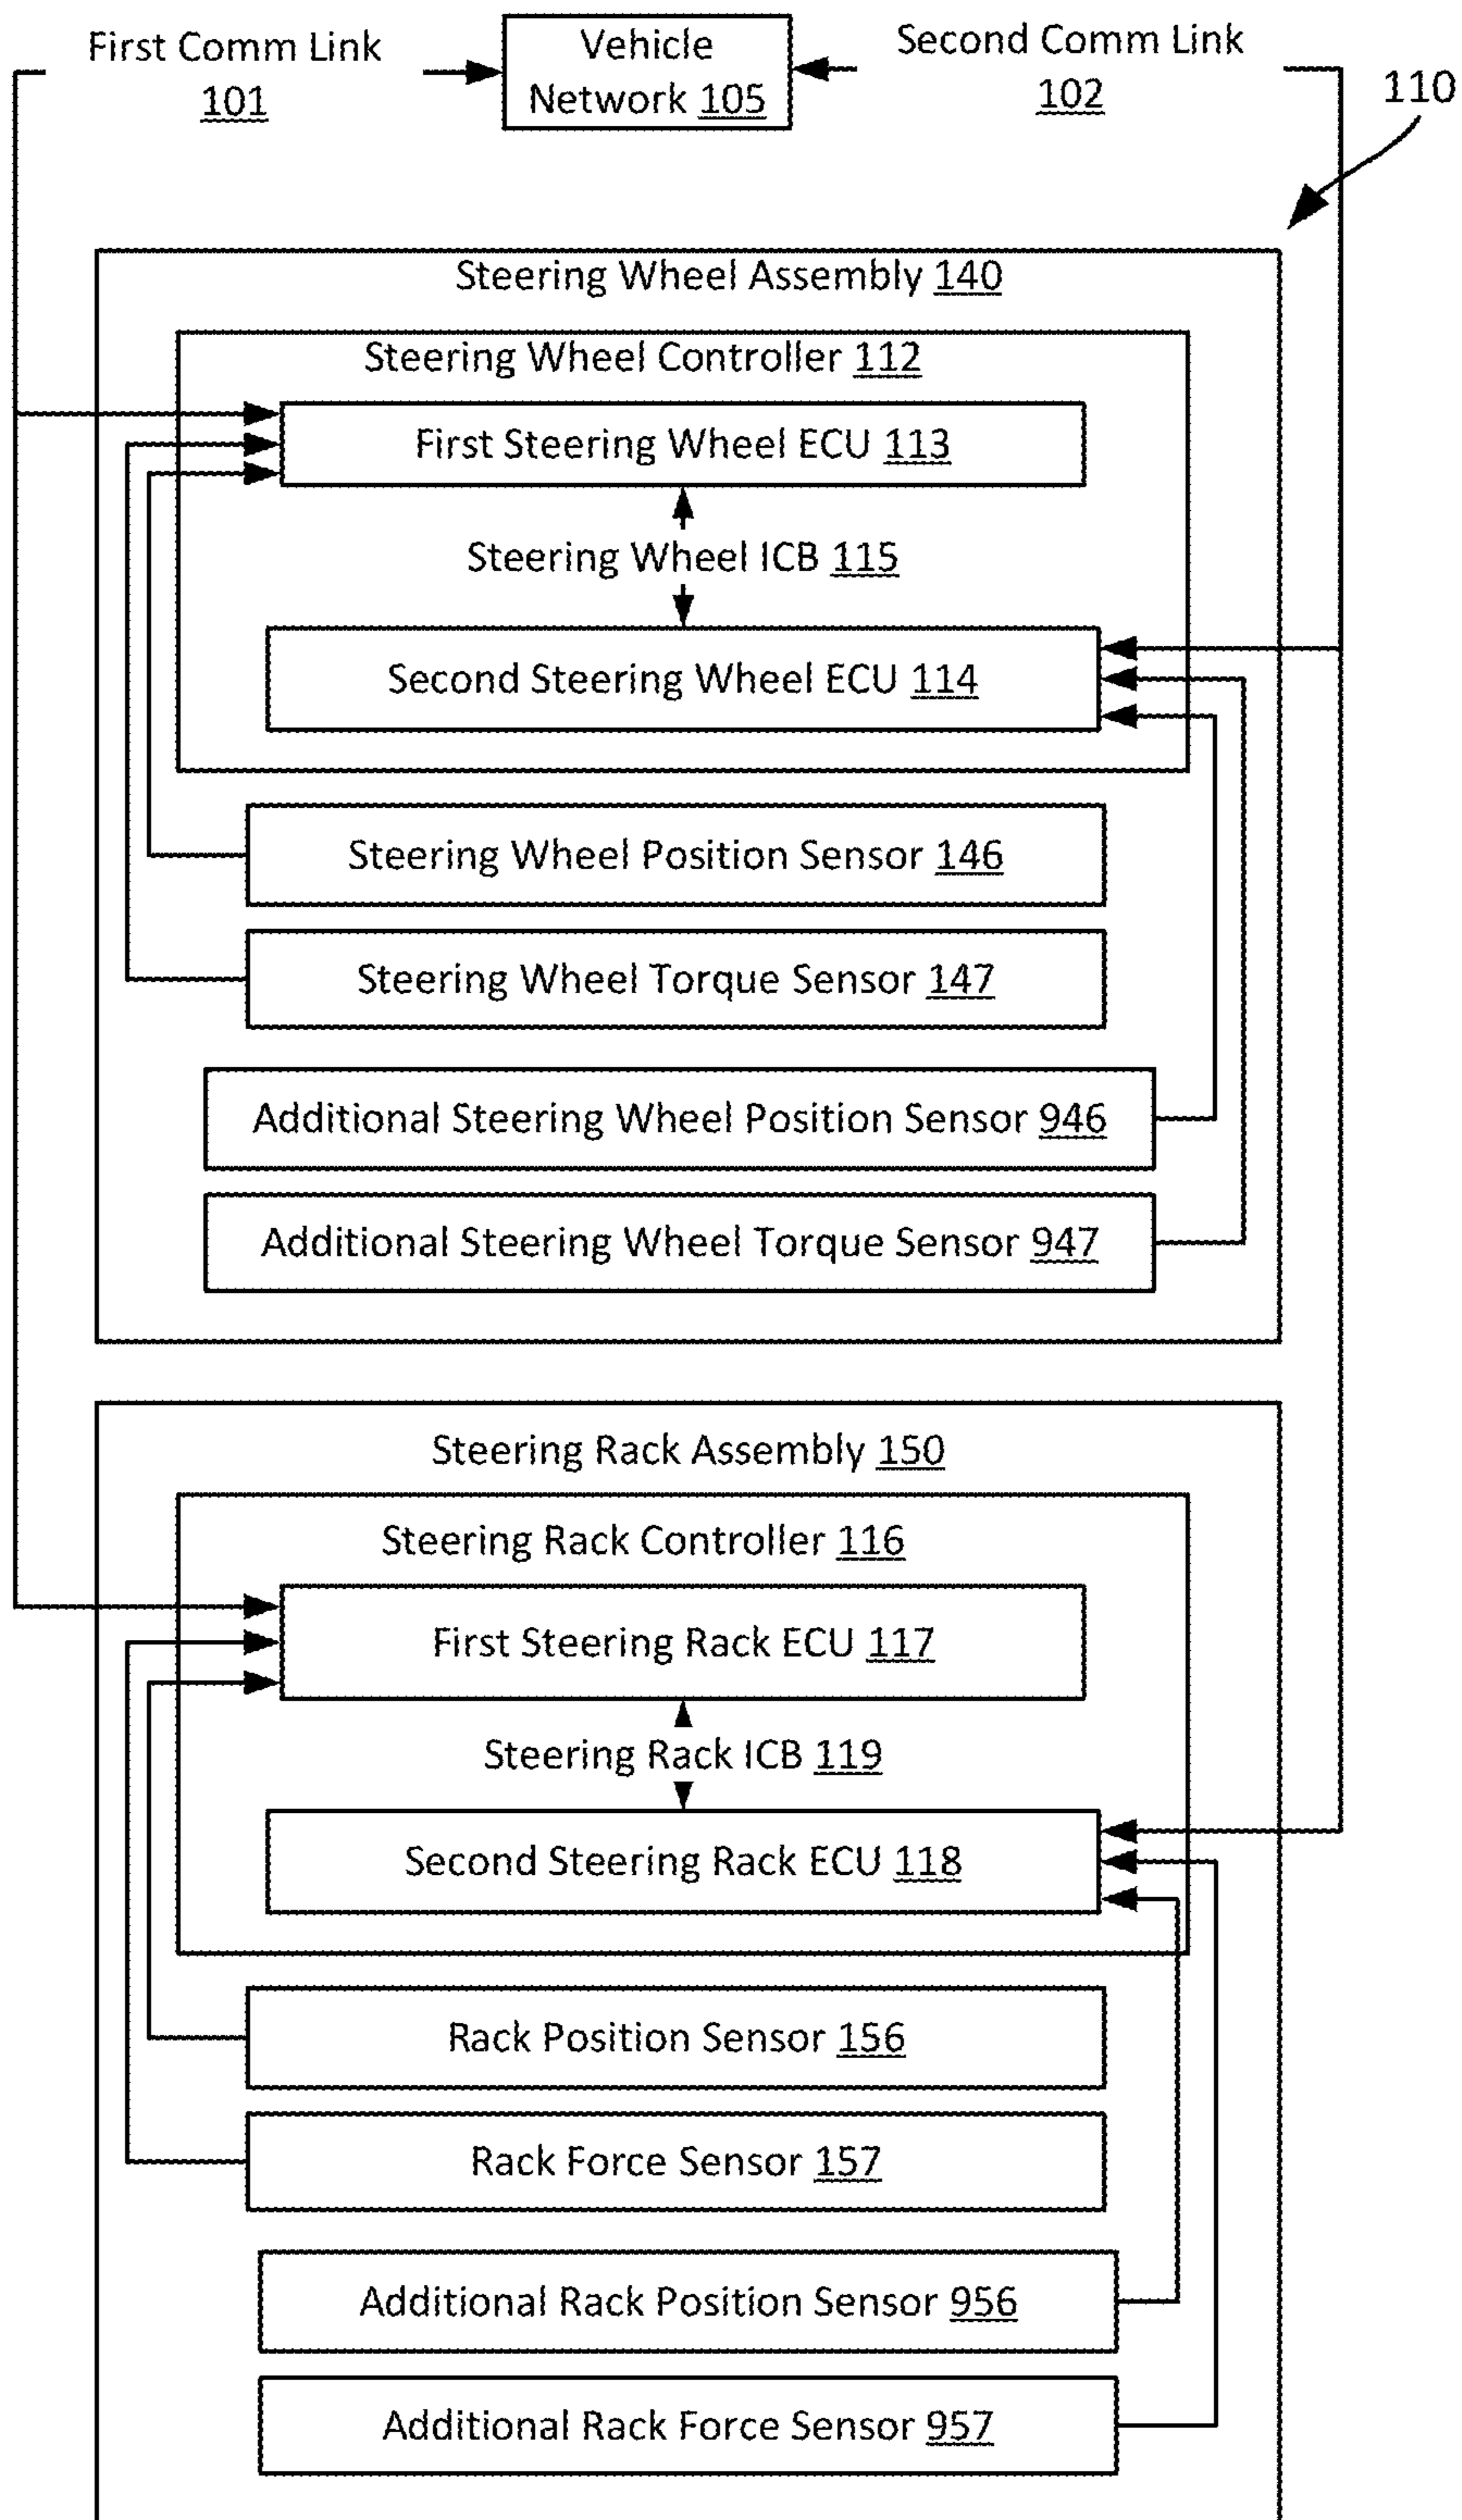 First Comm Link
101
Vehicle
Network 105
Second Comm Link
102
110
Steering Wheel Assembly 140
Steering Wheel Controller 112
First Steering Wheel ECU 113
Steering Wheel ICB 115
Second Steering Wheel ECU 114
Steering Wheel Position Sensor 146
Steering Wheel Torque Sensor 147
Additional Steering Wheel Position Sensor 946
Additional Steering Wheel Torque Sensor 947
Steering Rack Assembly 150
Steering Rack Controller 116
First Steering Rack ECU 117
Steering Rack ICB 119
Second Steering Rack ECU 118
Rack Position Sensor 156
Rack Force Sensor 157
Additional Rack Position Sensor 956
Additional Rack Force Sensor 957